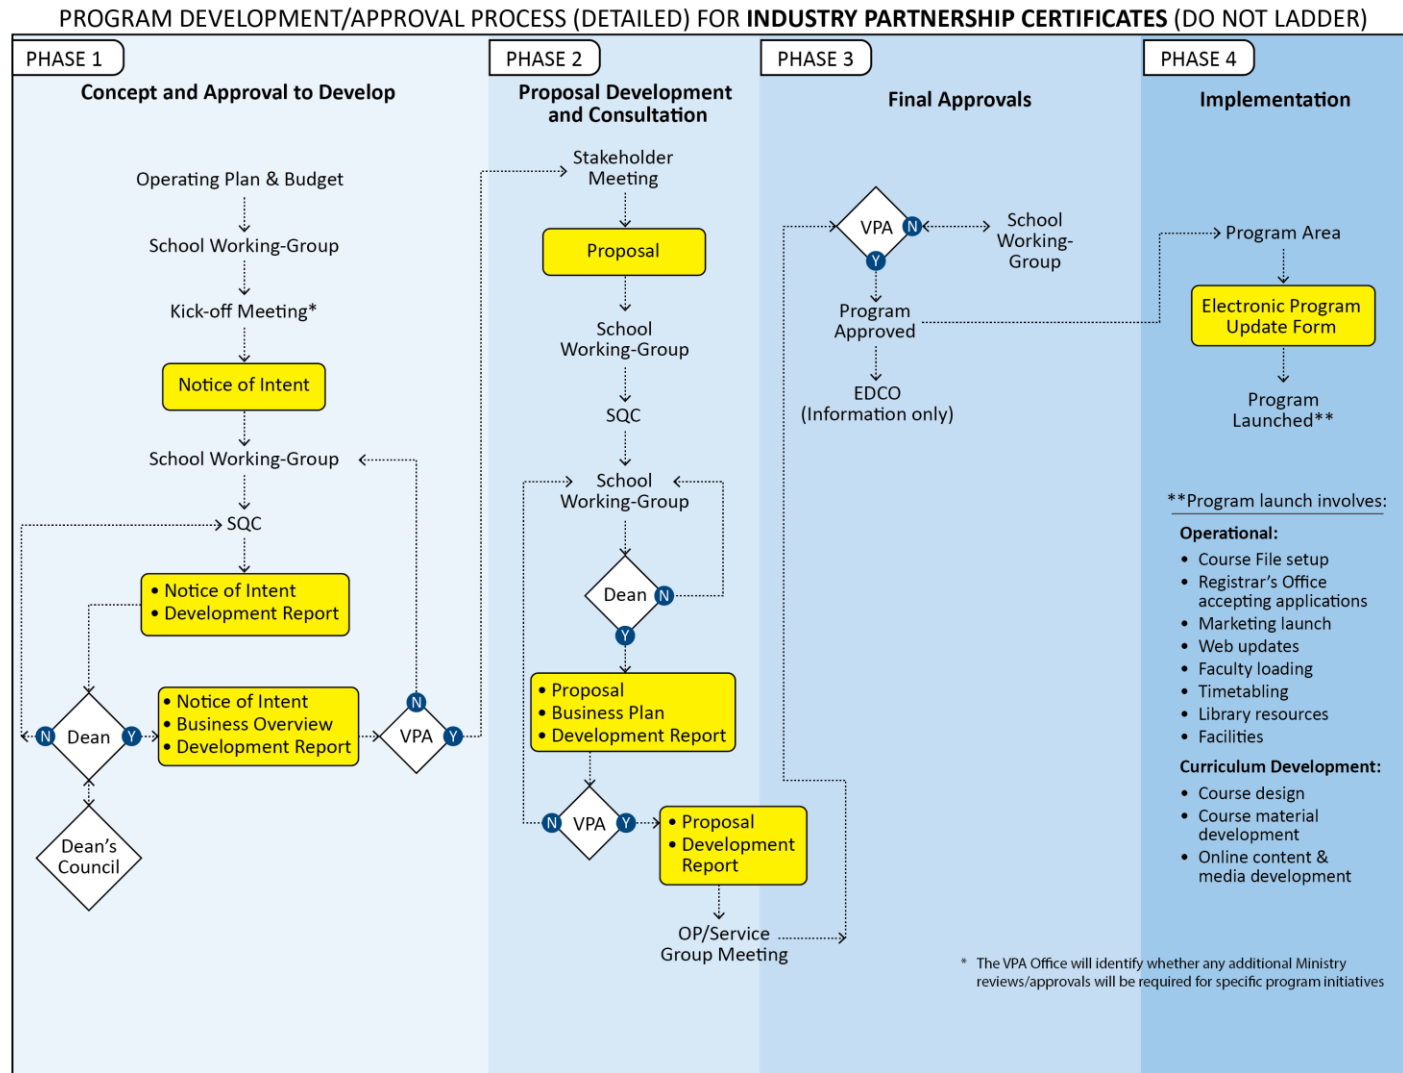 PROGRAM DEVELOPMENT/APPROVAL PROCESS (DETAILED) FOR INDUSTRY PARTNERSHIP CERTIFICATES (DO NOT LADDER)
PHASE 1
Concept and Approval to Develop
Operating Plan & Budget
School Working-Group
Kick-off Meeting*
Notice of Intent
School Working-Group
SQC
• Notice of Intent
• Development Report
N
Dean
Y
• Notice of Intent
• Business Overview
• Development Report
N
VPA
Y
Dean's
Council
PHASE 2
Proposal Development
and Consultation
Stakeholder
Meeting
Proposal
School
Working-Group
SQC
School
Working-Group
Dean
N
Y
• Proposal
• Business Plan
• Development Report
N
VPA
Y
• Proposal
• Development
Report
OP/Service
Group Meeting
PHASE 3
Final Approvals
VPA
N
Y
School
Working-
Group
Program
Approved
EDCO
(Information only)
PHASE 4
Implementation
Program Area
Electronic Program
Update Form
Program
Launched**
**Program launch involves:
Operational:
• Course File setup
• Registrar's Office
accepting applications
• Marketing launch
• Web updates
• Faculty loading
• Timetabling
• Library resources
• Facilities
Curriculum Development:
• Course design
• Course material
development
• Online content &
media development
* The VPA Office will identify whether any additional Ministry
reviews/approvals will be required for specific program initiatives